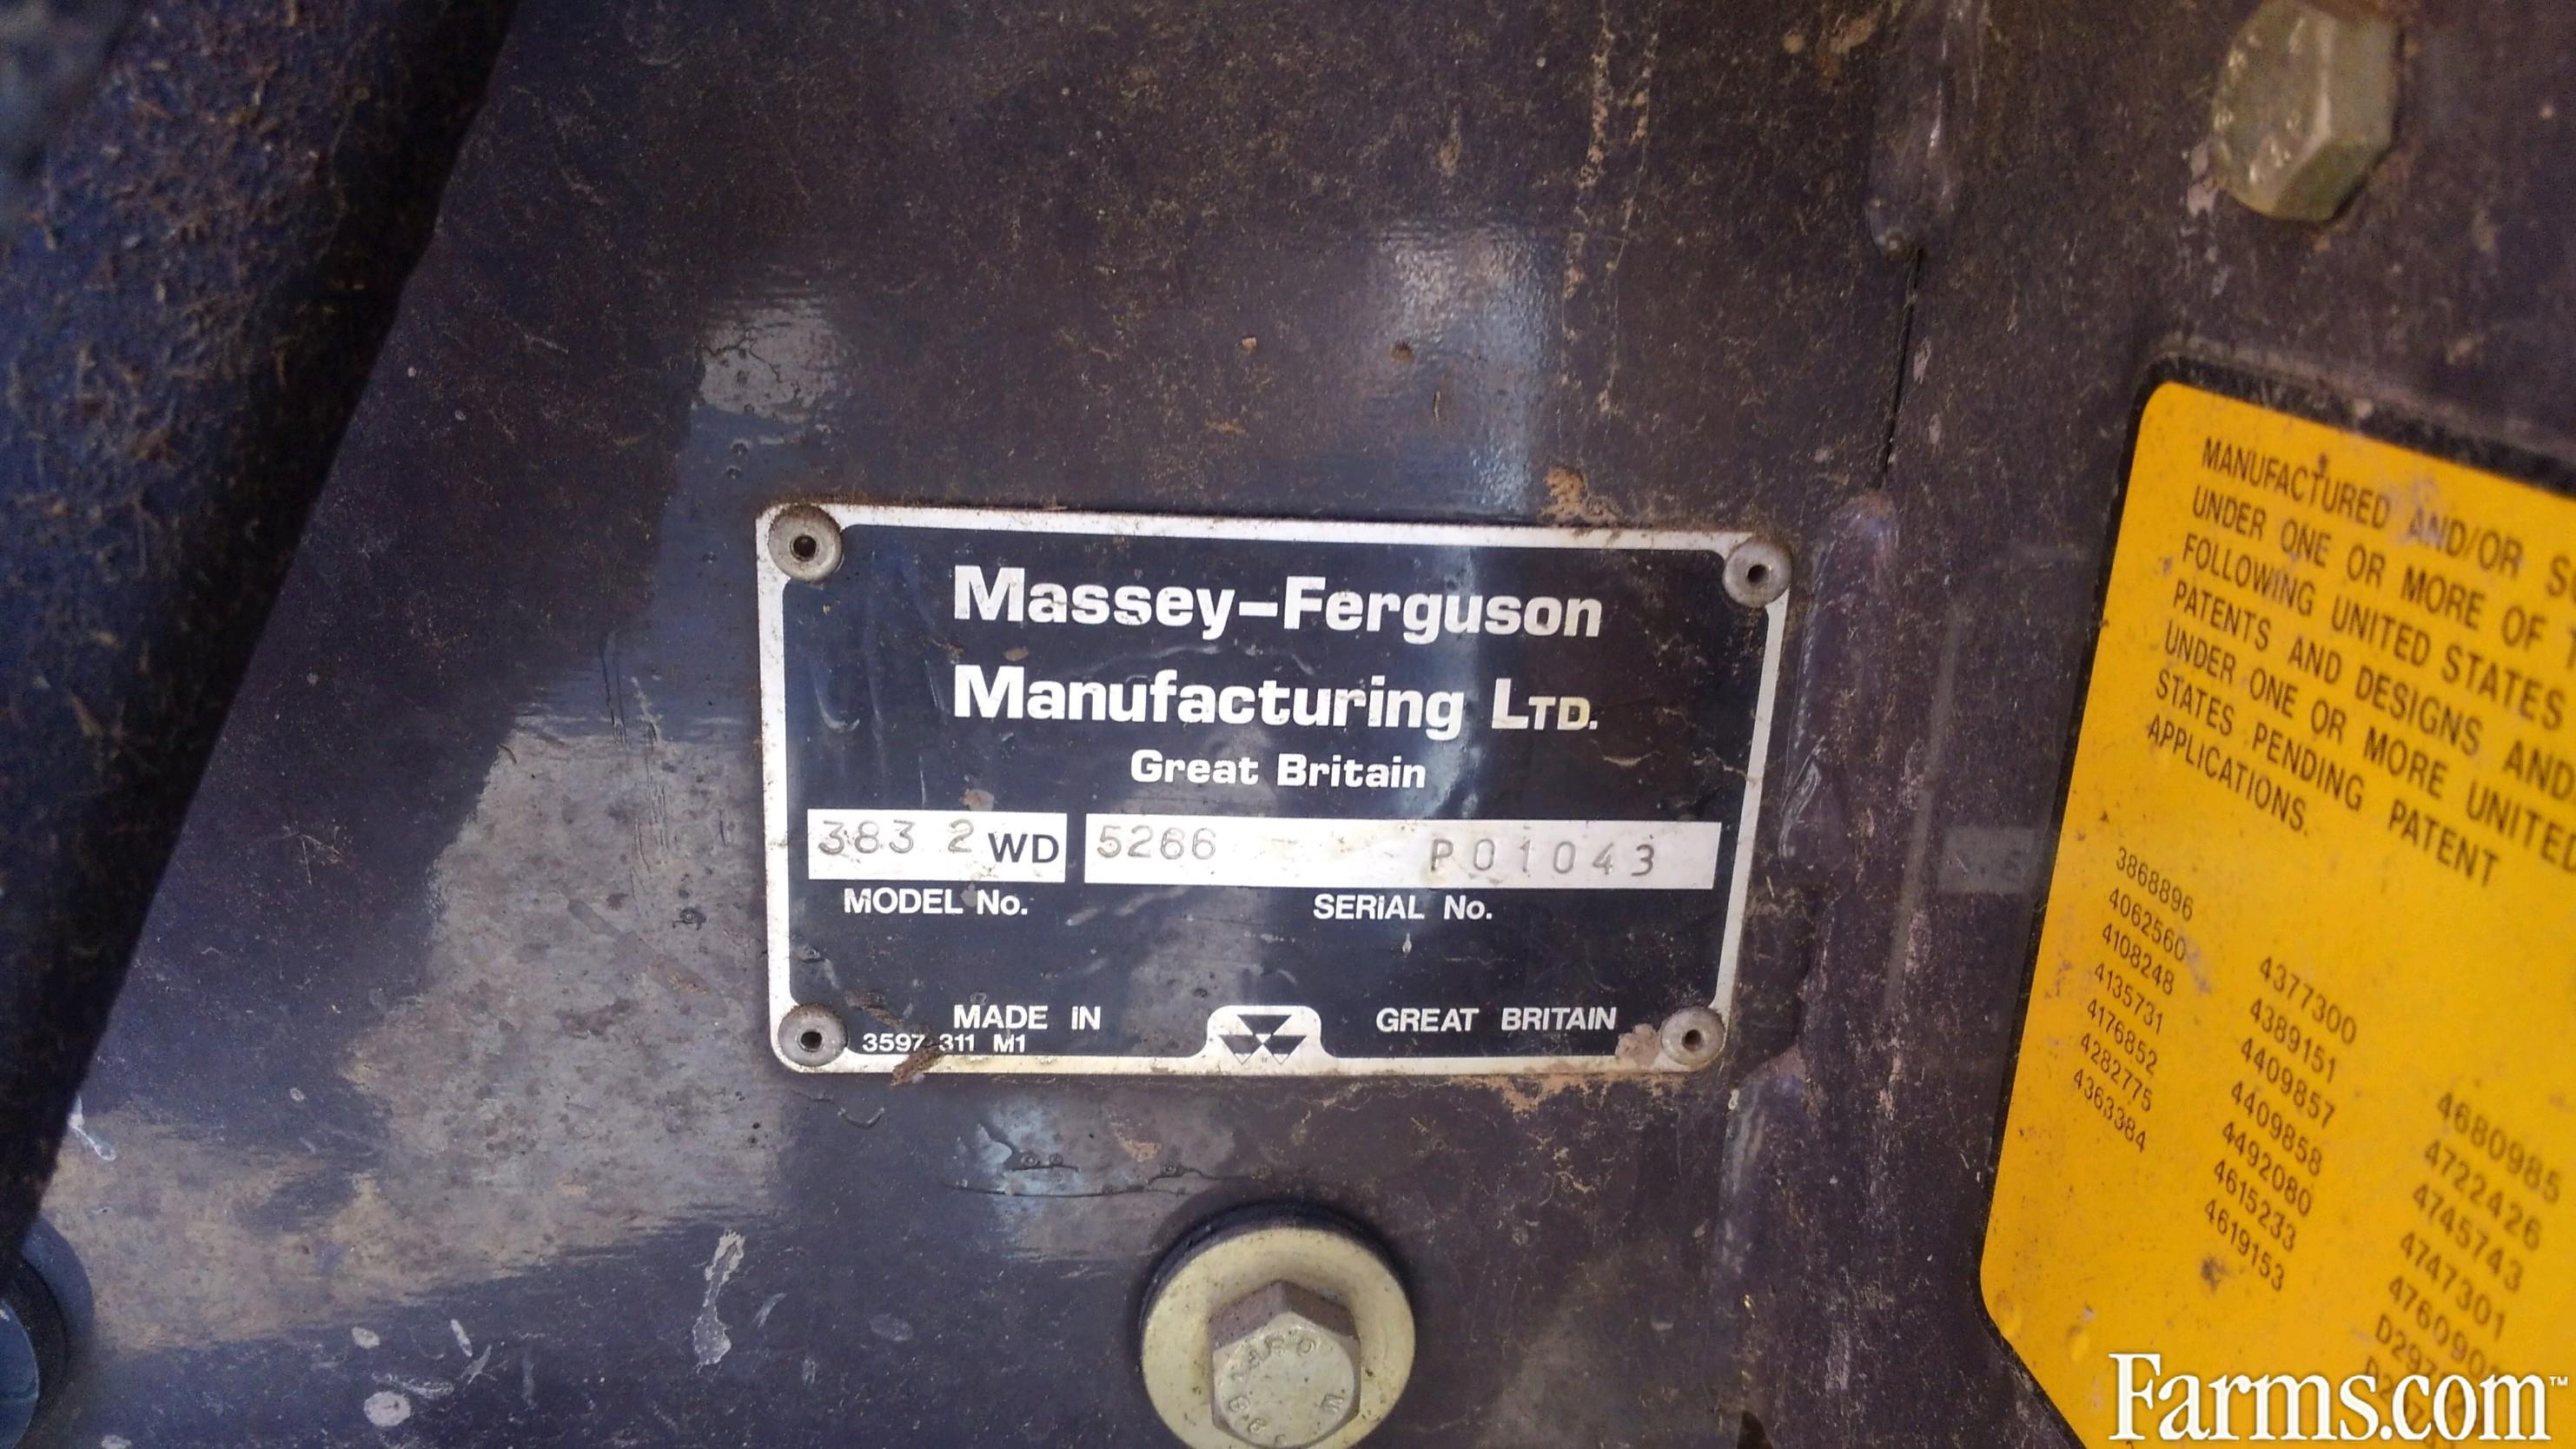 Massey-Ferguson
Manufacturing LTD.
Great Britain
383 2 WD 5266 P01043
MODEL No. SERIAL No.
MADE IN GREAT BRITAIN
3597 311 M1
MANUFACTURED AND/OR
UNDER ONE OR MORE OF
FOLLOWING UNITED STATES
PATENTS AND DESIGNS AND
UNDER ONE OR MORE UNITED
STATES PENDING PATENT
APPLICATIONS.
3868896
4062560
4108248
4135731
4176852
4282775
4363384
4377300
4389151
4409857
4409858
4492080
4615233
4619153
4680985
4722426
4745743
4747301
Farms.com™